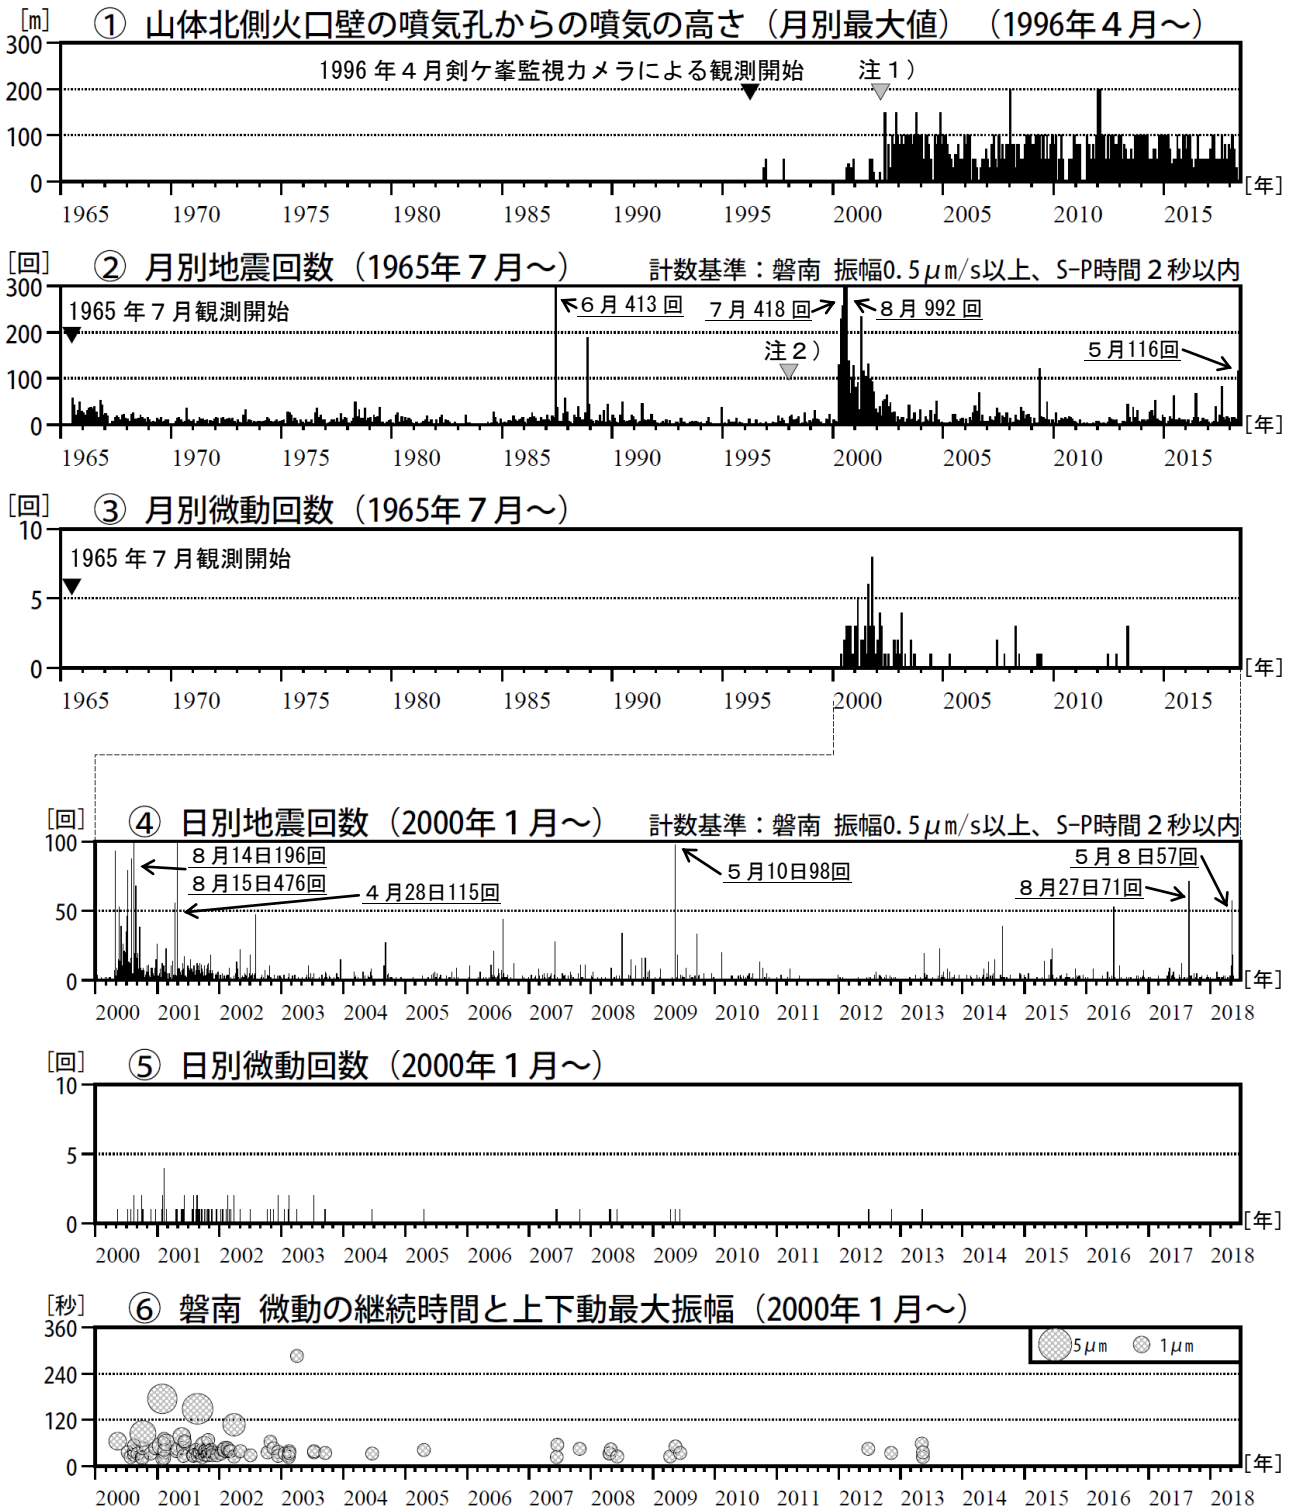 [m] ① 山体北側火口壁の噴気孔からの噴気の高さ（月別最大値）（1996年４月～）
300
1996 年４月剣ケ峯監視カメラによる観測開始 注１）
200
100
0 [年]
1965 1970 1975 1980 1985 1990 1995 2000 2005 2010 2015
[回] ② 月別地震回数（1965年７月～） 計数基準：磐南 振幅0.5μm/s以上、S-P時間２秒以内
300
1965 年７月観測開始 ６月 413 回 ７月 418 回 ８月 992 回
200
注２） ５月116回
100
0 [年]
1965 1970 1975 1980 1985 1990 1995 2000 2005 2010 2015
[回] ③ 月別微動回数（1965年７月～）
10
1965 年７月観測開始
5
0 [年]
1965 1970 1975 1980 1985 1990 1995 2000 2005 2010 2015
[回] ④ 日別地震回数（2000年１月～） 計数基準：磐南 振幅0.5μm/s以上、S-P時間２秒以内
100
８月14日196回 ５月10日98回 ５月８日57回
８月15日476回 ４月28日115回 ８月27日71回
50
0 [年]
2000 2001 2002 2003 2004 2005 2006 2007 2008 2009 2010 2011 2012 2013 2014 2015 2016 2017 2018
[回] ⑤ 日別微動回数（2000年１月～）
10
5
0 [年]
2000 2001 2002 2003 2004 2005 2006 2007 2008 2009 2010 2011 2012 2013 2014 2015 2016 2017 2018
[秒] ⑥ 磐南 微動の継続時間と上下動最大振幅（2000年１月～）
360
5μm 1μm
240
120
0 [年]
2000 2001 2002 2003 2004 2005 2006 2007 2008 2009 2010 2011 2012 2013 2014 2015 2016 2017 2018